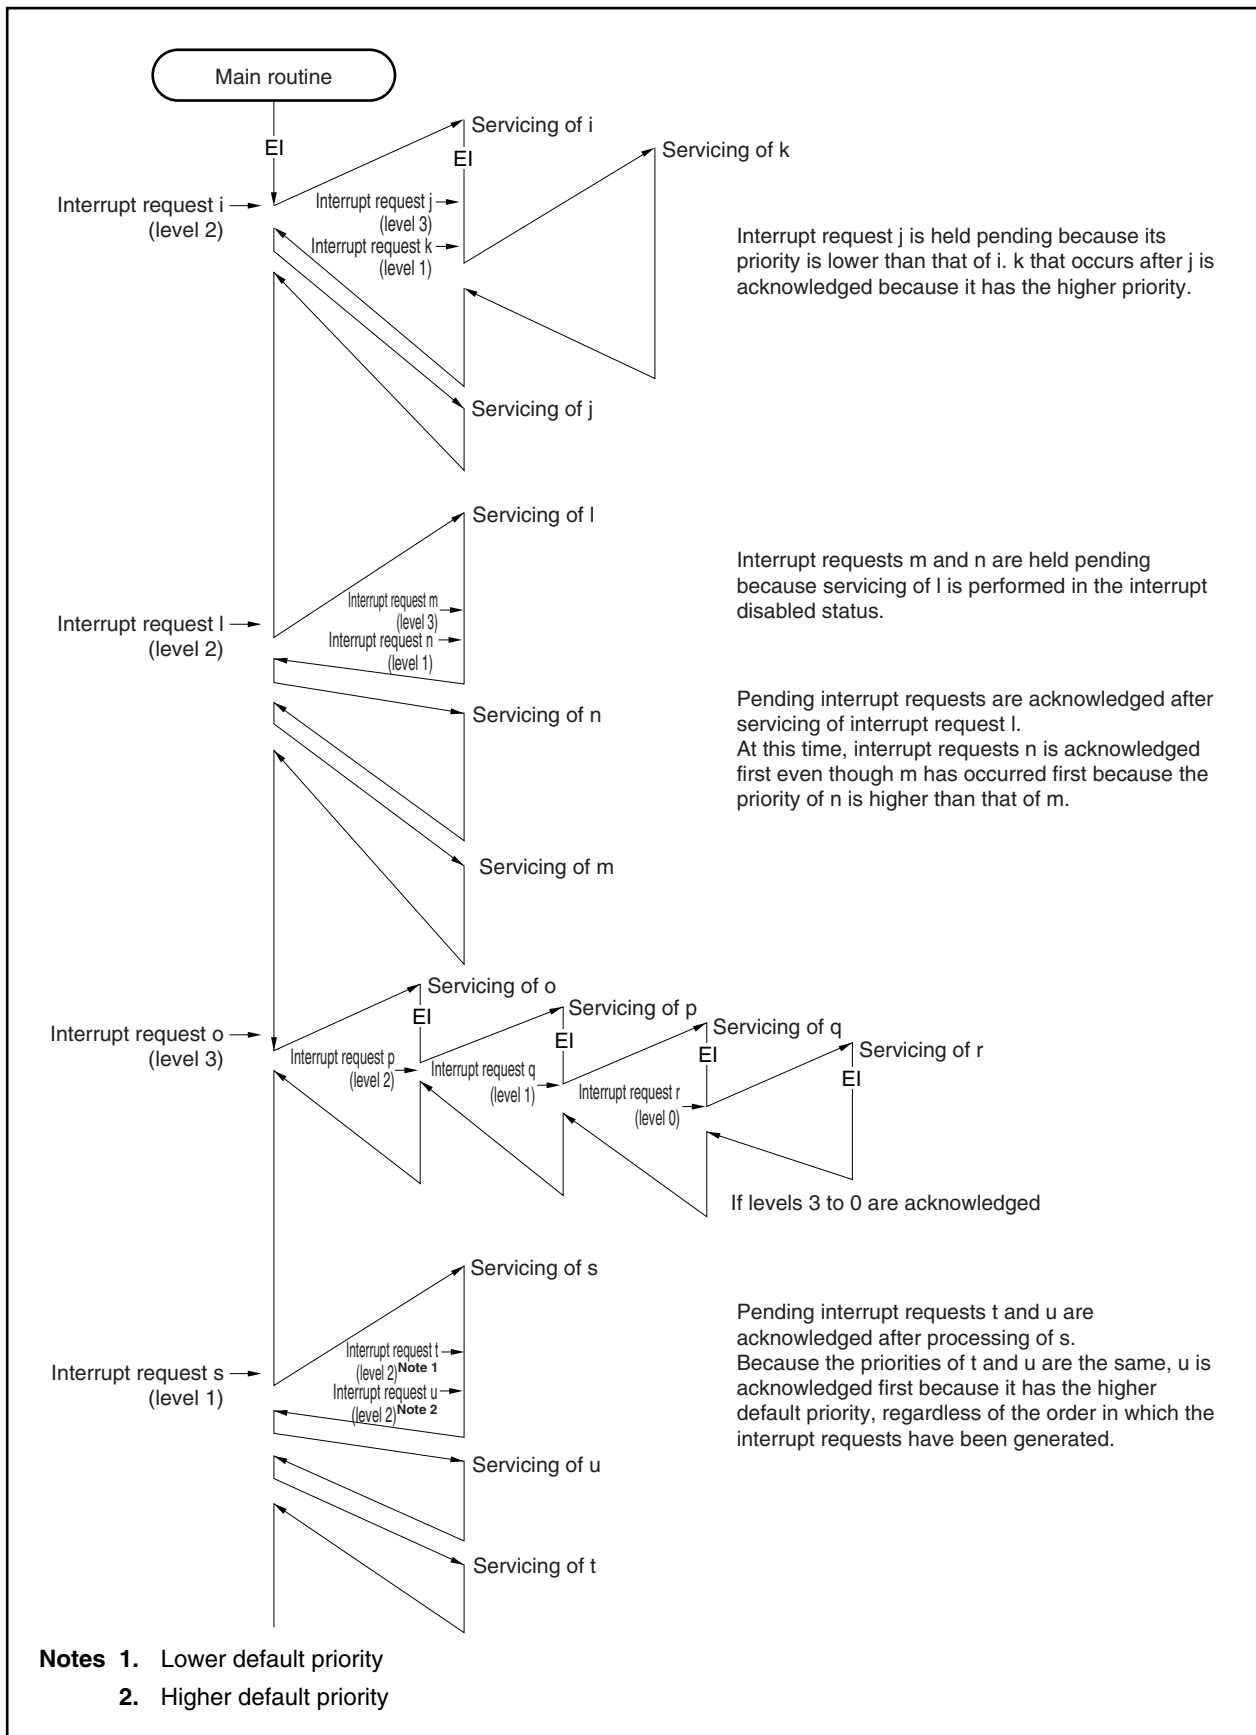 Main routine
EI
Servicing of i
EI
Servicing of k
Interrupt request i
(level 2)
Interrupt request j
(level 3)
Interrupt request k
(level 1)
Interrupt request j is held pending because its
priority is lower than that of i. k that occurs after j is
acknowledged because it has the higher priority.
Servicing of j
Servicing of l
Interrupt request l
(level 2)
Interrupt request m
(level 3)
Interrupt request n
(level 1)
Interrupt requests m and n are held pending
because servicing of l is performed in the interrupt
disabled status.
Servicing of n
Pending interrupt requests are acknowledged after
servicing of interrupt request l.
At this time, interrupt requests n is acknowledged
first even though m has occurred first because the
priority of n is higher than that of m.
Servicing of m
Interrupt request o
(level 3)
Servicing of o
EI
Interrupt request p
(level 2)
Servicing of p
EI
Interrupt request q
(level 1)
Servicing of q
EI
Interrupt request r
(level 0)
Servicing of r
EI
If levels 3 to 0 are acknowledged
Servicing of s
Interrupt request s
(level 1)
Interrupt request t
(level 2)Note 1
Interrupt request u
(level 2)Note 2
Pending interrupt requests t and u are
acknowledged after processing of s.
Because the priorities of t and u are the same, u is
acknowledged first because it has the higher
default priority, regardless of the order in which the
interrupt requests have been generated.
Servicing of u
Servicing of t
Notes 1. Lower default priority
2. Higher default priority